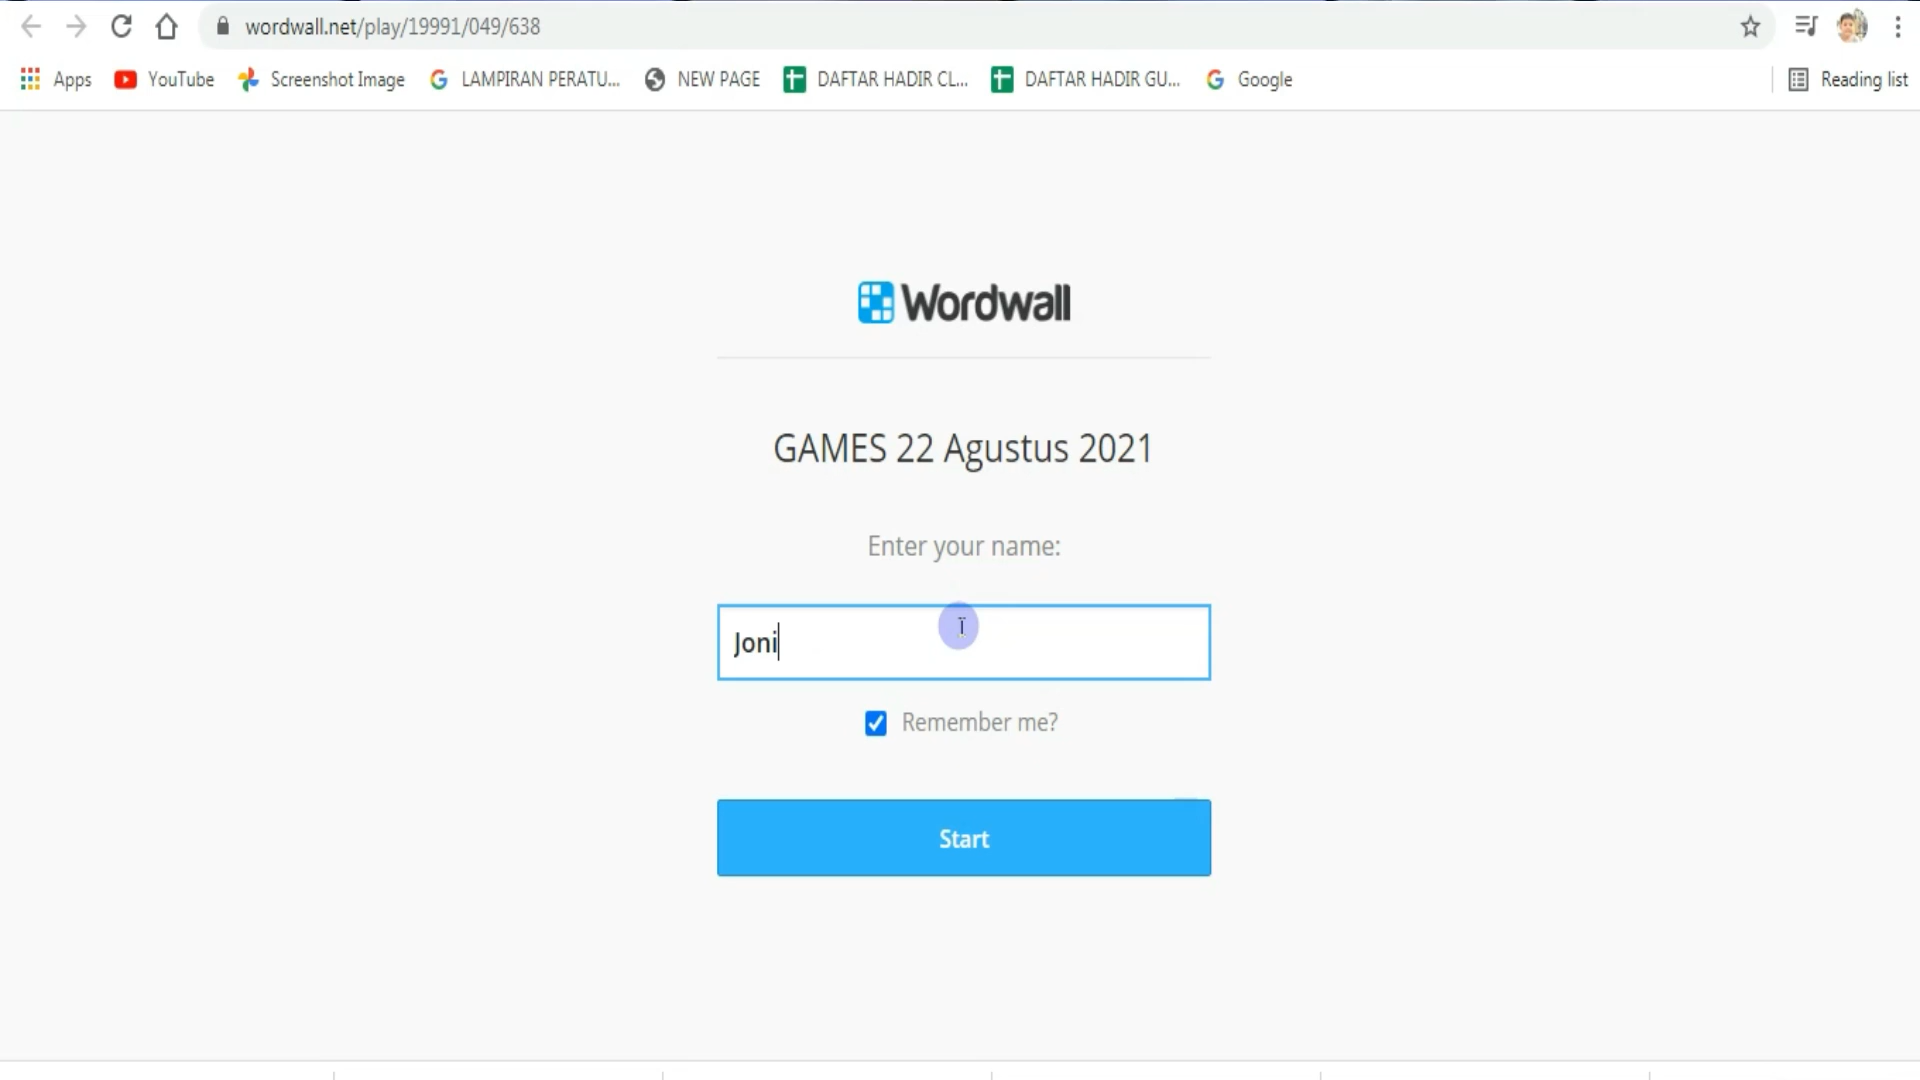 wordwall.net/play/19991/049/638
Apps YouTube Screenshot Image LAMPIRAN PERATU... NEW PAGE DAFTAR HADIR CL... DAFTAR HADIR GU... Google Reading list
Wordwall
GAMES 22 Agustus 2021
Enter your name:
Joni
Remember me?
Start